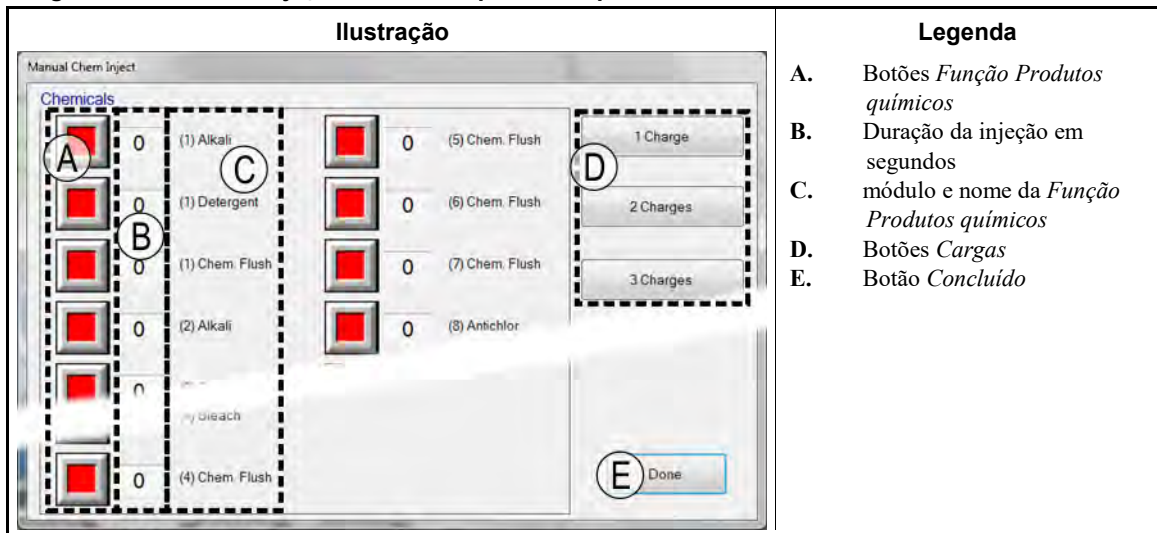 Ilustração
Legenda
Manual Chem Inject
Chemicals
0 (1) Alkali
0 (1) Detergent
0 (1) Chem. Flush
0 (2) Alkali
0
Bleach
0 (4) Chem. Flush
0 (5) Chem. Flush
0 (6) Chem. Flush
0 (7) Chem. Flush
0 (8) Antichlor
1 Charge
2 Charges
3 Charges
Done
A
B
C
D
E
A. Botões Função Produtos
químicos
B. Duração da injeção em
segundos
C. módulo e nome da Função
Produtos químicos
D. Botões Cargas
E. Botão Concluído